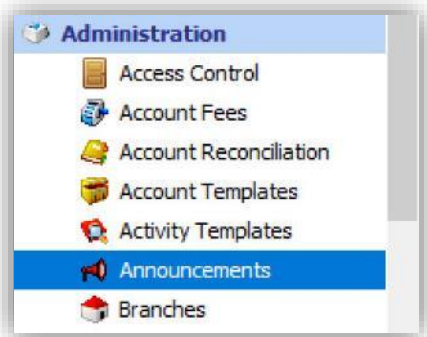 Administration
Access Control
Account Fees
Account Reconciliation
Account Templates
Activity Templates
Announcements
Branches